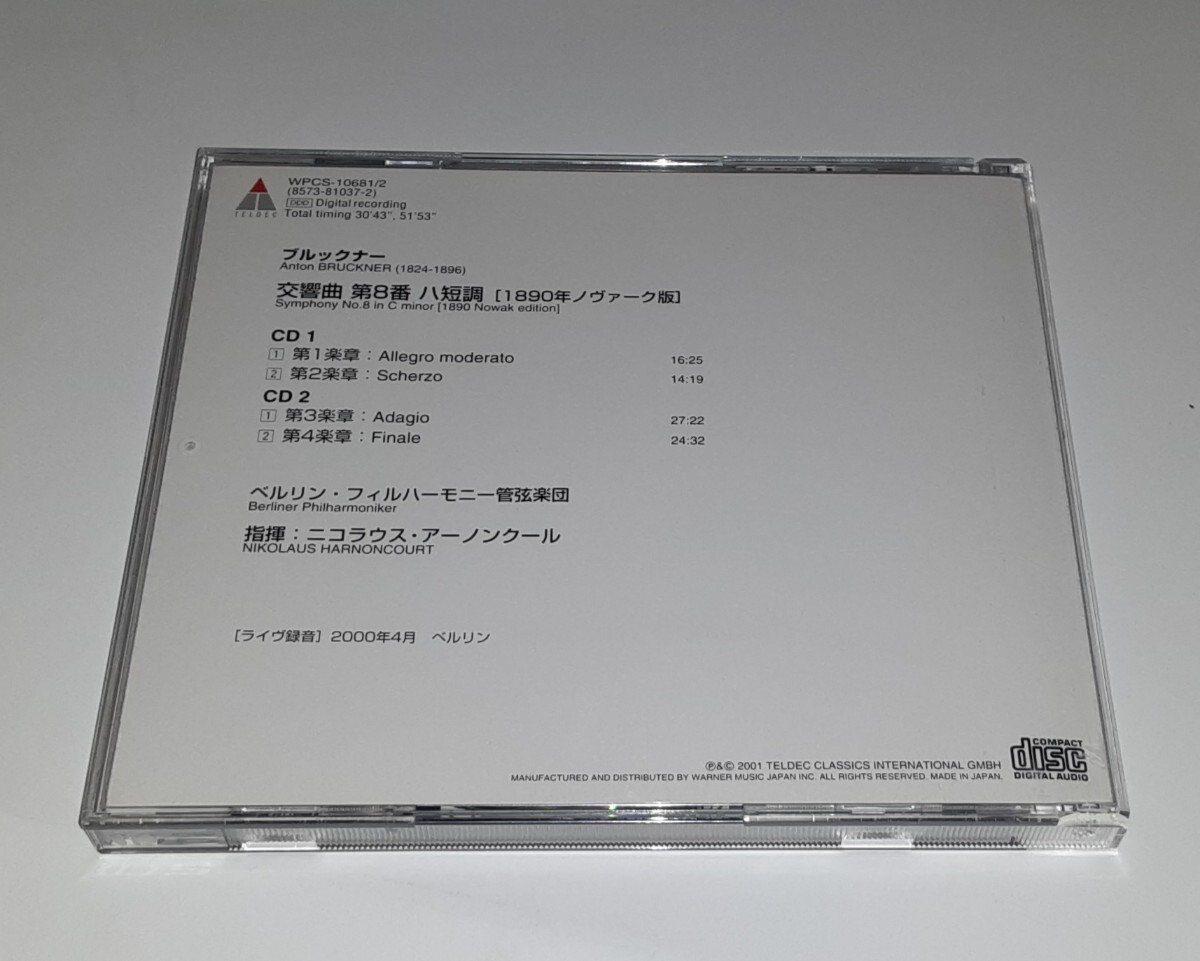 TELDEC
WPCS-10681/2
(8573-81037-2)
DDD Digital recording
Total timing 30'43", 51'53"
ブルックナー
Anton BRUCKNER (1824-1896)
交響曲 第8番 ハ短調 [1890年ノヴァーク版]
Symphony No.8 in C minor [1890 Nowak edition]
CD 1
1 第1楽章：Allegro moderato 16:25
2 第2楽章：Scherzo 14:19
CD 2
1 第3楽章：Adagio 27:22
2 第4楽章：Finale 24:32
ベルリン・フィルハーモニー管弦楽団
Berliner Philharmoniker
指揮：ニコラウス・アーノンクール
NIKOLAUS HARNONCOURT
[ライヴ録音] 2000年4月 ベルリン
℗&© 2001 TELDEC CLASSICS INTERNATIONAL GMBH
MANUFACTURED AND DISTRIBUTED BY WARNER MUSIC JAPAN INC. ALL RIGHTS RESERVED. MADE IN JAPAN.
COMPACT
disc
DIGITAL AUDIO